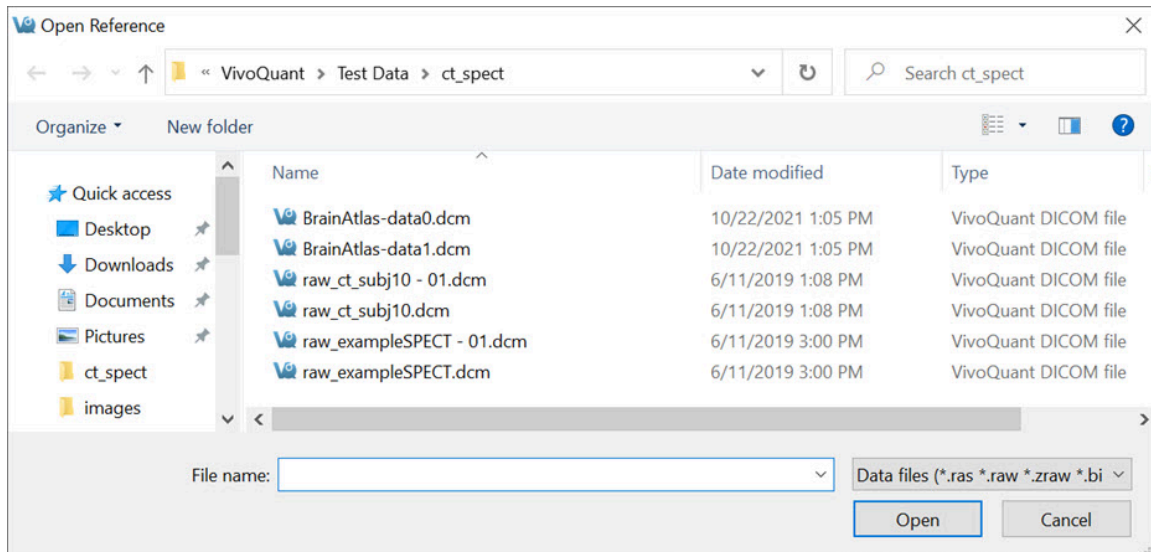 Open Reference
« VivoQuant > Test Data > ct_spect
Search ct_spect
Organize
New folder
Name Date modified Type
Quick access
Desktop
Downloads
Documents
Pictures
ct_spect
images
BrainAtlas-data0.dcm 10/22/2021 1:05 PM VivoQuant DICOM file
BrainAtlas-data1.dcm 10/22/2021 1:05 PM VivoQuant DICOM file
raw_ct_subj10 - 01.dcm 6/11/2019 1:08 PM VivoQuant DICOM file
raw_ct_subj10.dcm 6/11/2019 1:08 PM VivoQuant DICOM file
raw_exampleSPECT - 01.dcm 6/11/2019 3:00 PM VivoQuant DICOM file
raw_exampleSPECT.dcm 6/11/2019 3:00 PM VivoQuant DICOM file
File name:
Data files (*.ras *.raw *.zraw *.bi
Open
Cancel